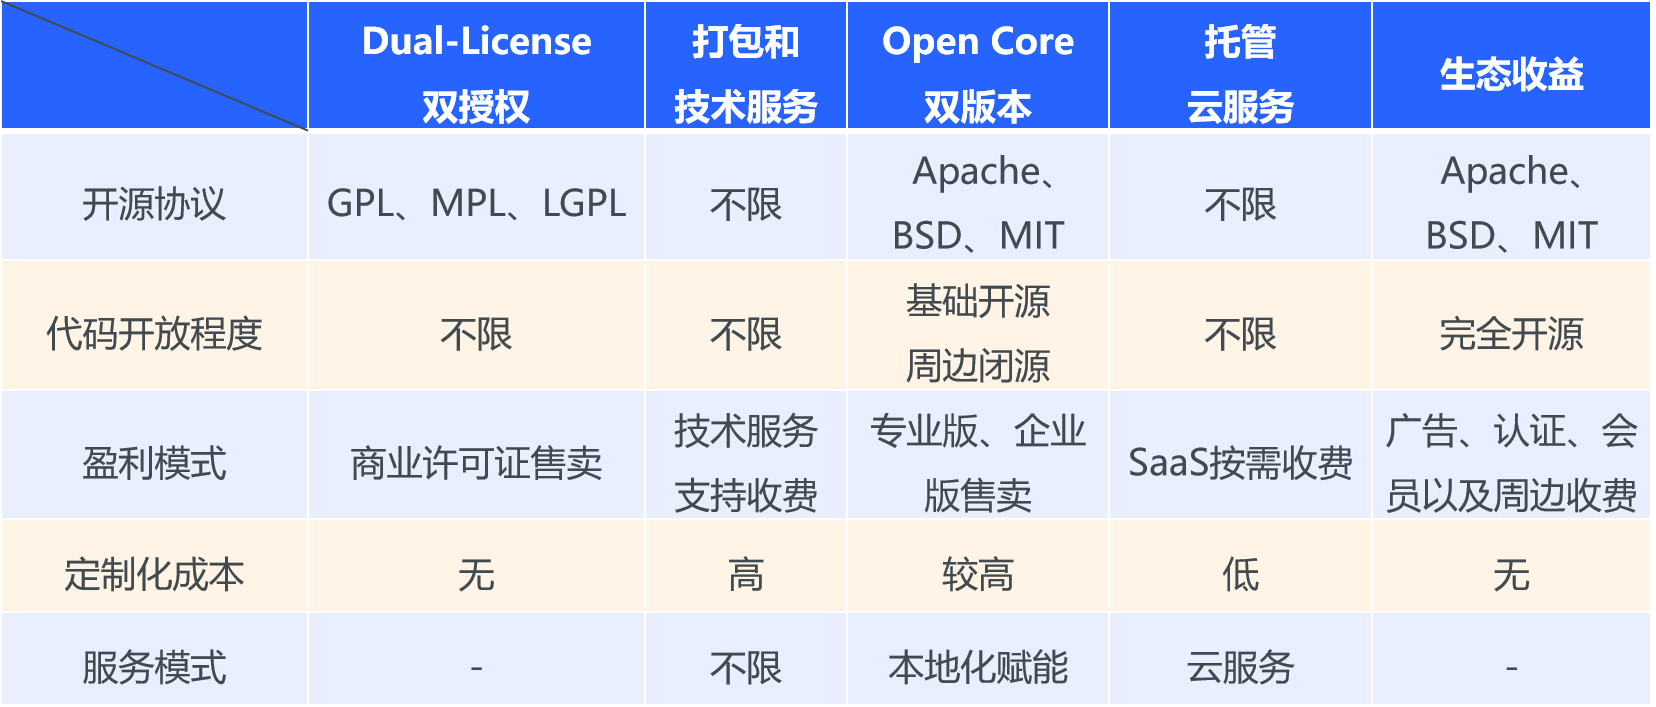 Dual-License
双授权
打包和
技术服务
Open Core
双版本
托管
云服务
生态收益
开源协议
GPL、MPL、LGPL
不限
Apache、
BSD、MIT
不限
Apache、
BSD、MIT
代码开放程度
不限
不限
基础开源
周边闭源
不限
完全开源
盈利模式
商业许可证售卖
技术服务
支持收费
专业版、企业
版售卖
SaaS按需收费
广告、认证、会
员以及周边收费
定制化成本
无
高
较高
低
无
服务模式
-
不限
本地化赋能
云服务
-